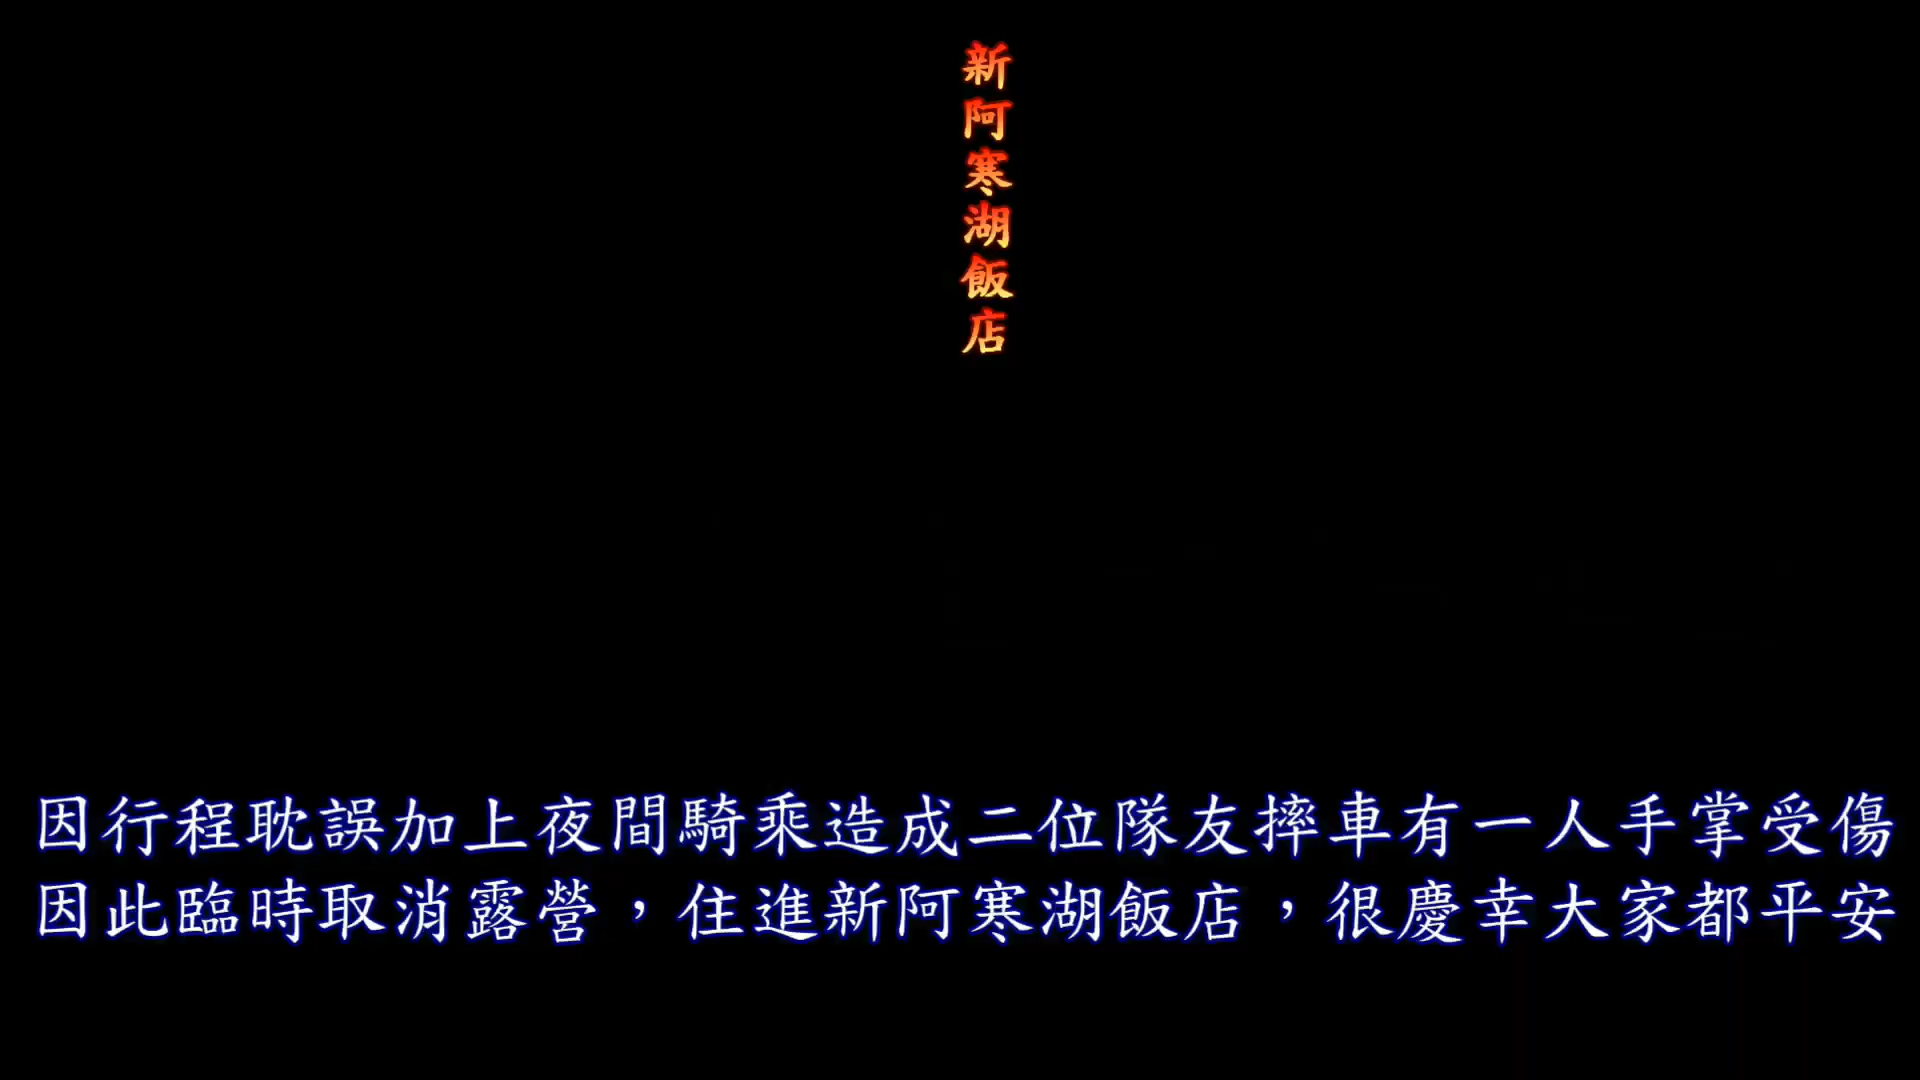 新阿寒湖飯店
因行程耽誤加上夜間騎乘造成二位隊友摔車有一人手掌受傷
因此臨時取消露營，住進新阿寒湖飯店，很慶幸大家都平安